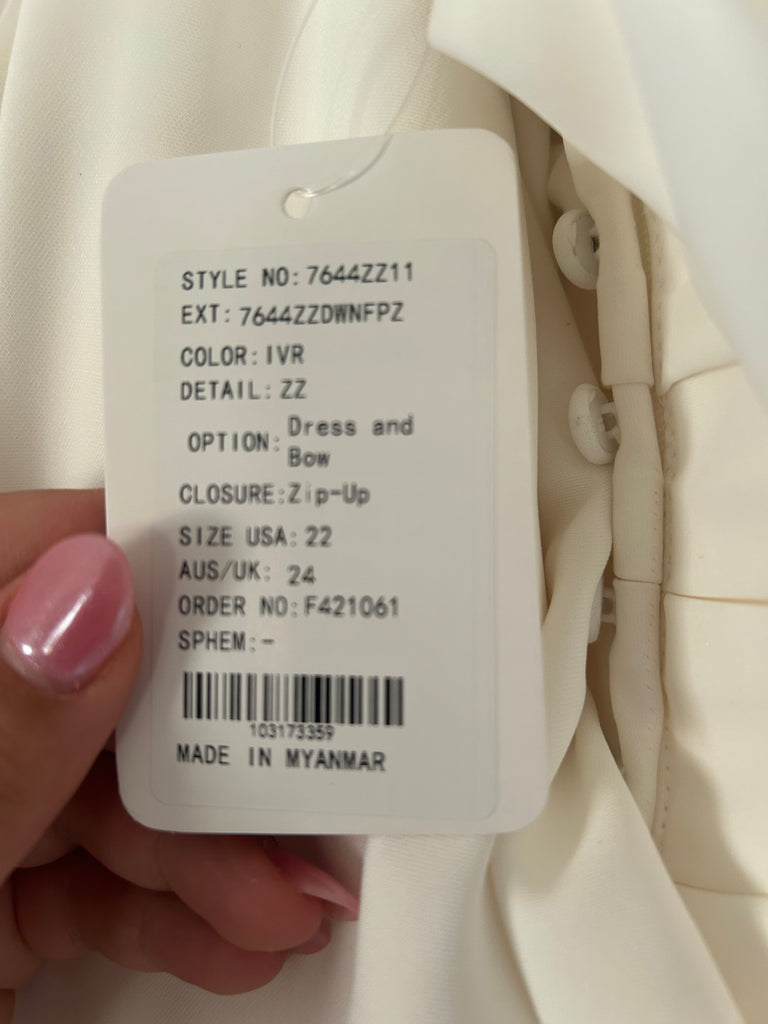 STYLE NO: 7644ZZ11
EXT: 7644ZZDWNFPZ
COLOR: IVR
DETAIL: ZZ
OPTION: Dress and
Bow
CLOSURE: Zip-Up
SIZE USA: 22
AUS/UK: 24
ORDER NO: F421061
SPHEM: -
103173359
MADE IN MYANMAR